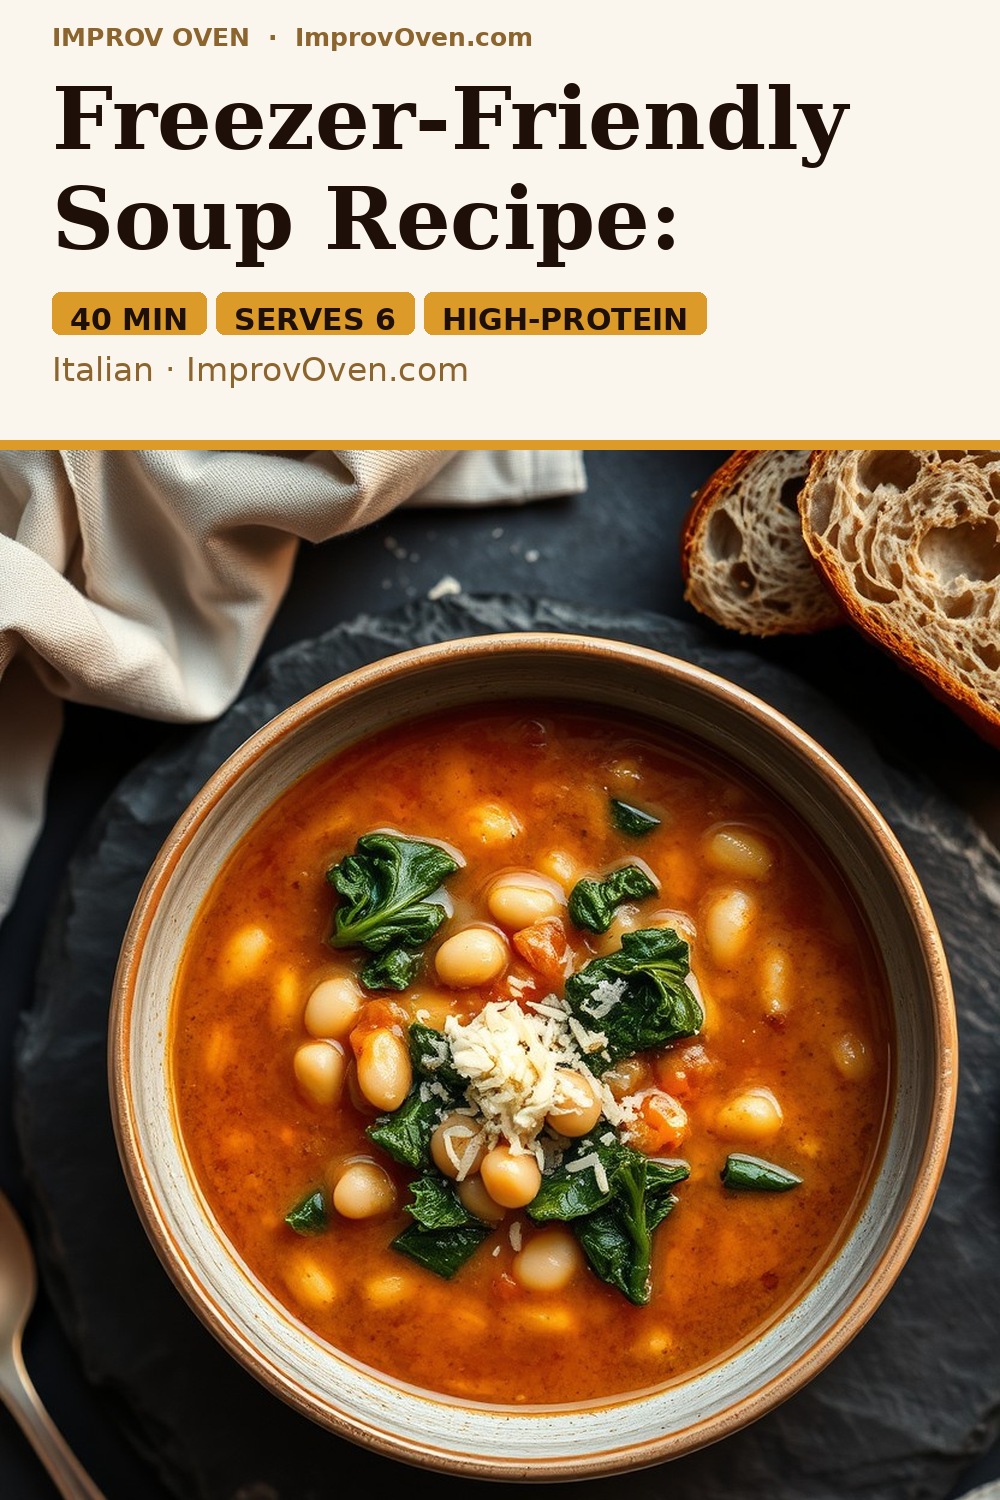 IMPROV OVEN · ImprovOven.com
Freezer-Friendly
Soup Recipe:
40 MIN SERVES 6 HIGH-PROTEIN
Italian · ImprovOven.com